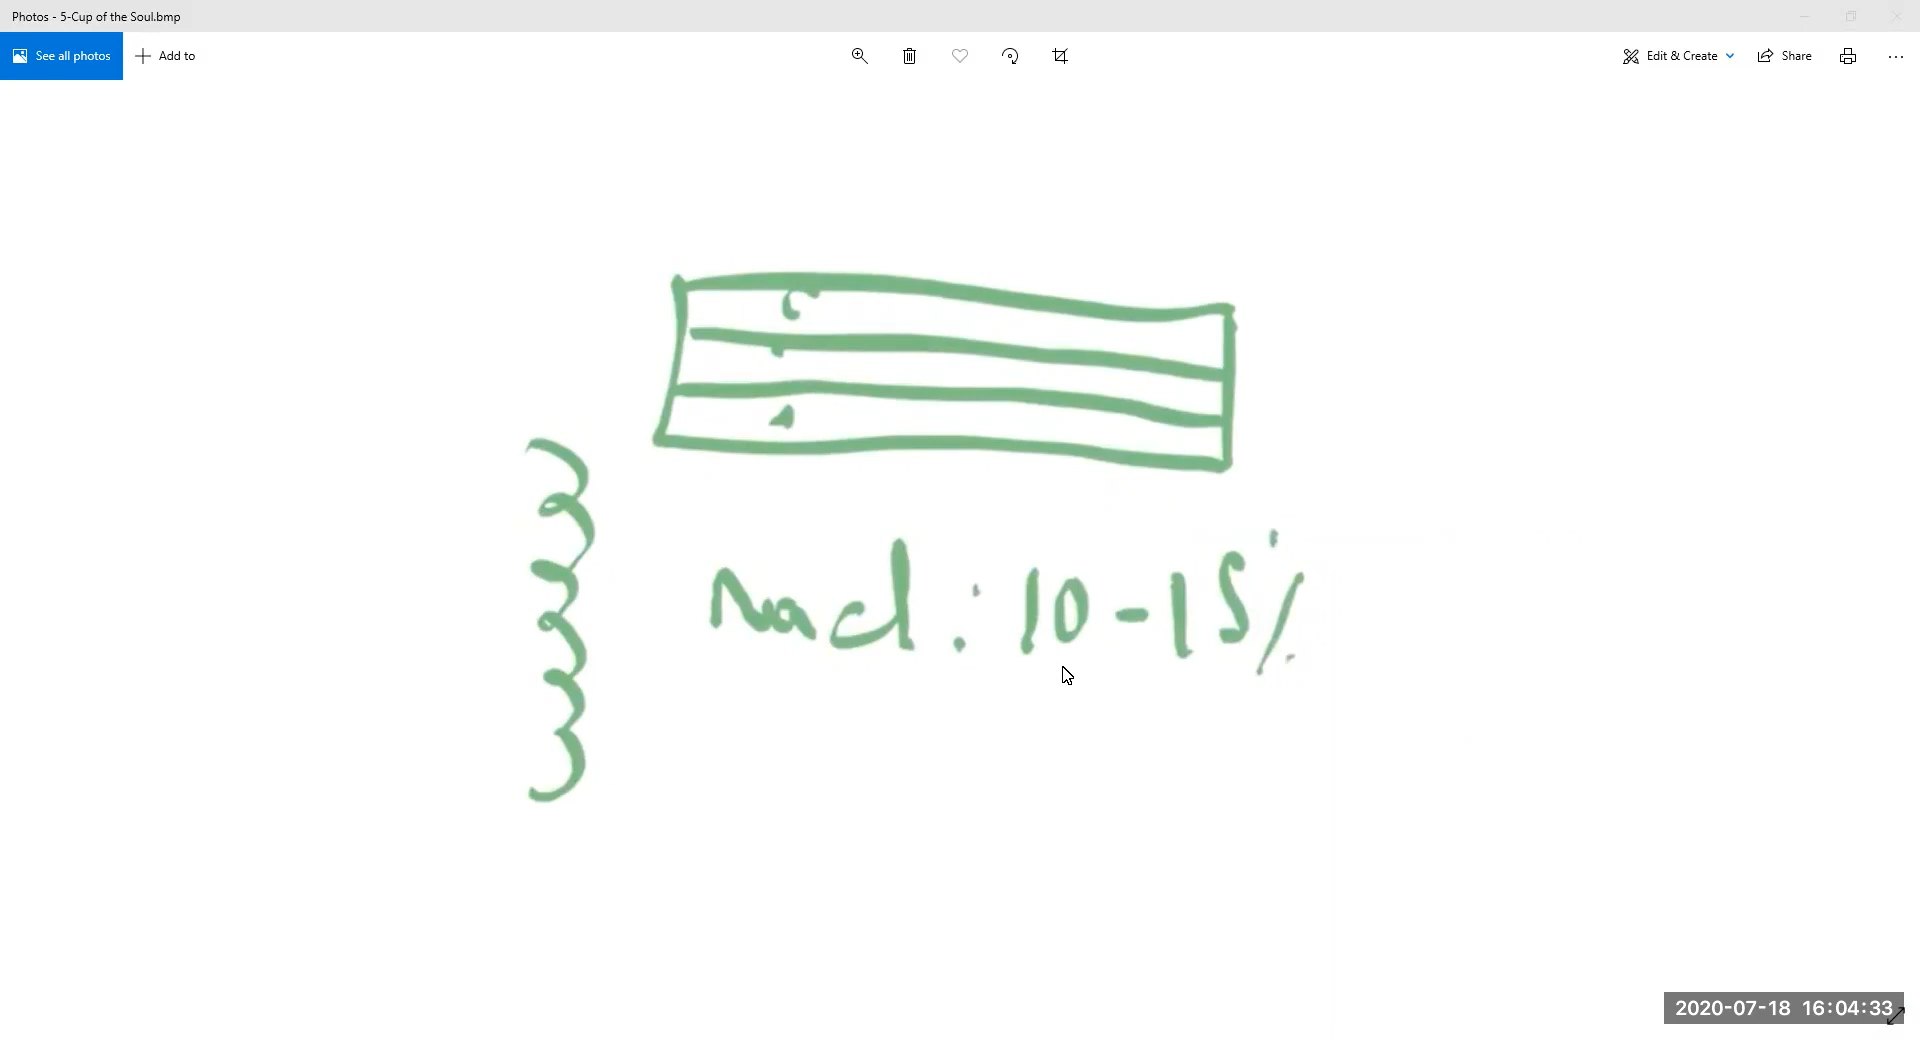 Photos - 5-Cup of the Soul.bmp
See all photos
Add to
Edit & Create
Share
Nacl : 10-15%
2020-07-18 16:04:33